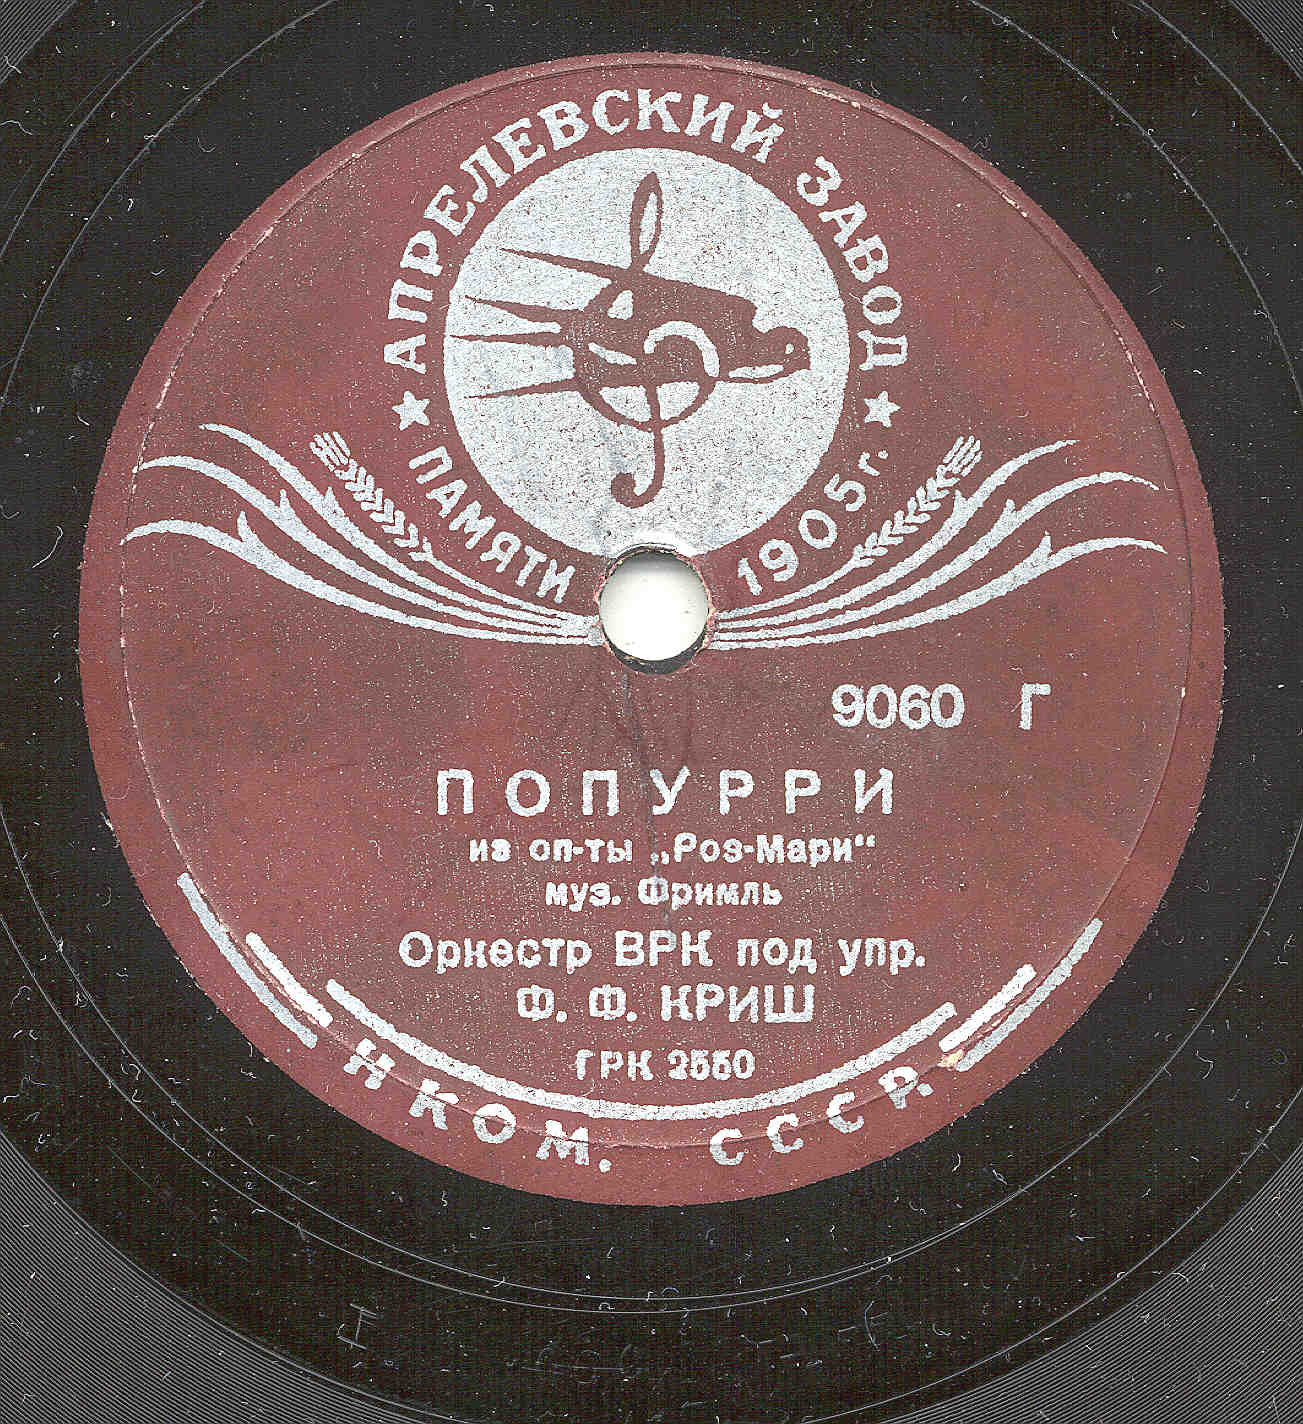 АПРЕЛЕВСКИЙ ЗАВОД
★ ПАМЯТИ 1905 г. ★
9060 Г
ПОПУРРИ
из оп-ты „Роз-Мари“
муз. Фримль
Оркестр ВРК под упр.
Ф. Ф. КРИШ
ГРК 2550
НКОМ. СССР